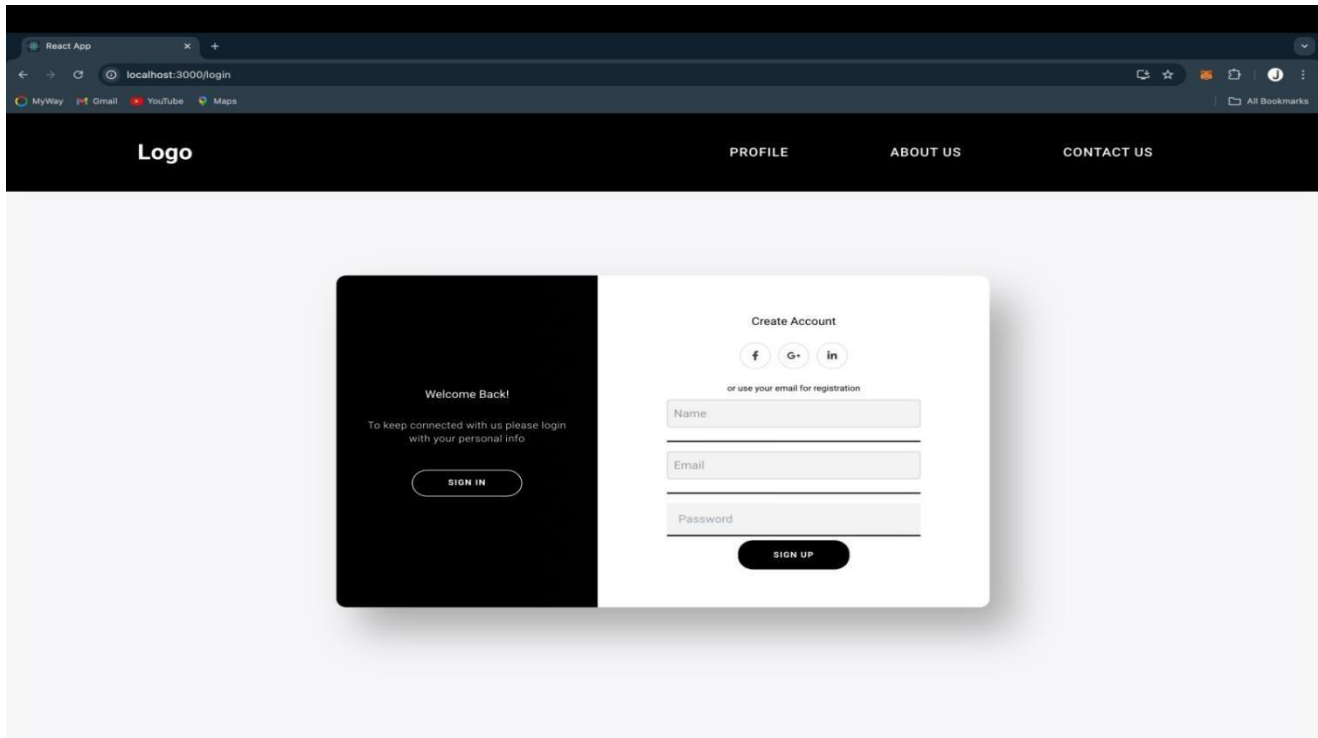 React App
localhost:3000/login
J
MyWay Gmail YouTube Maps
All Bookmarks
Logo
PROFILE ABOUT US CONTACT US
Welcome Back!
To keep connected with us please login
with your personal info
SIGN IN
Create Account
f G+ in
or use your email for registration
Name
Email
Password
SIGN UP